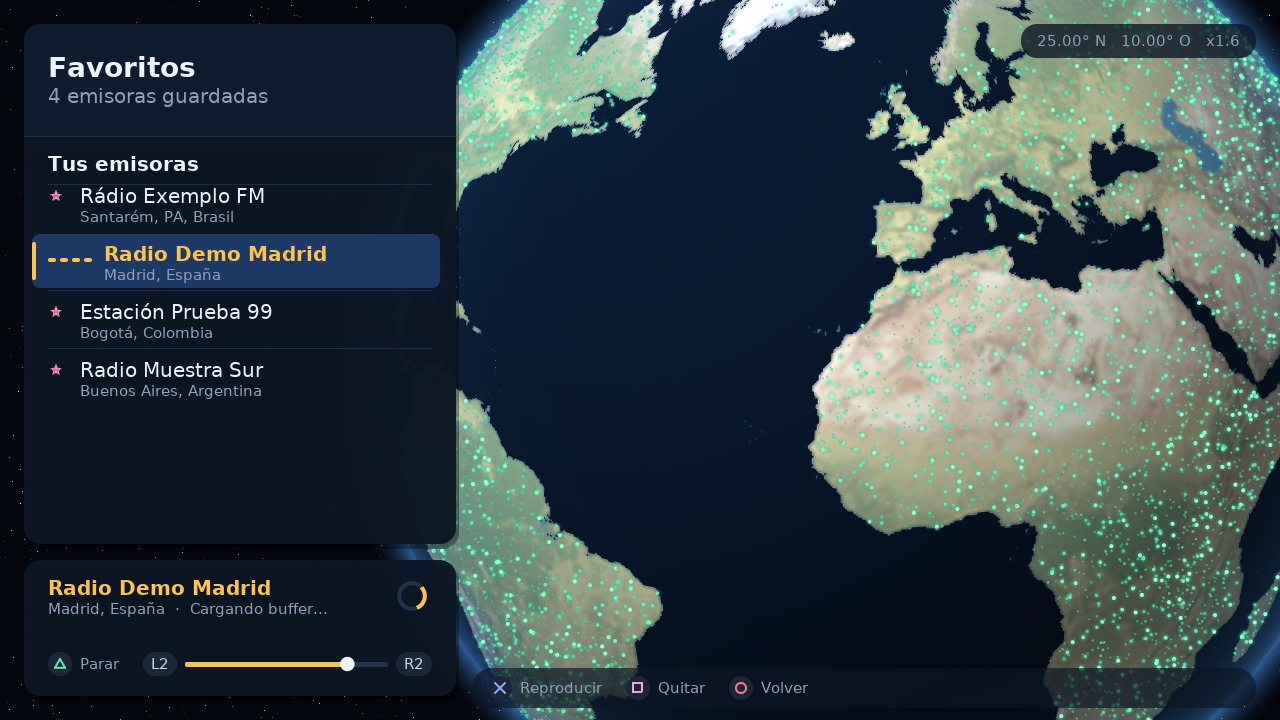 Favoritos
4 emisoras guardadas
25.00° N 10.00° O x1.6
Tus emisoras
Rádio Exemplo FM
Santarém, PA, Brasil
Radio Demo Madrid
Madrid, España
Estación Prueba 99
Bogotá, Colombia
Radio Muestra Sur
Buenos Aires, Argentina
Radio Demo Madrid
Madrid, España · Cargando buffer...
Parar L2 R2
Reproducir Quitar Volver